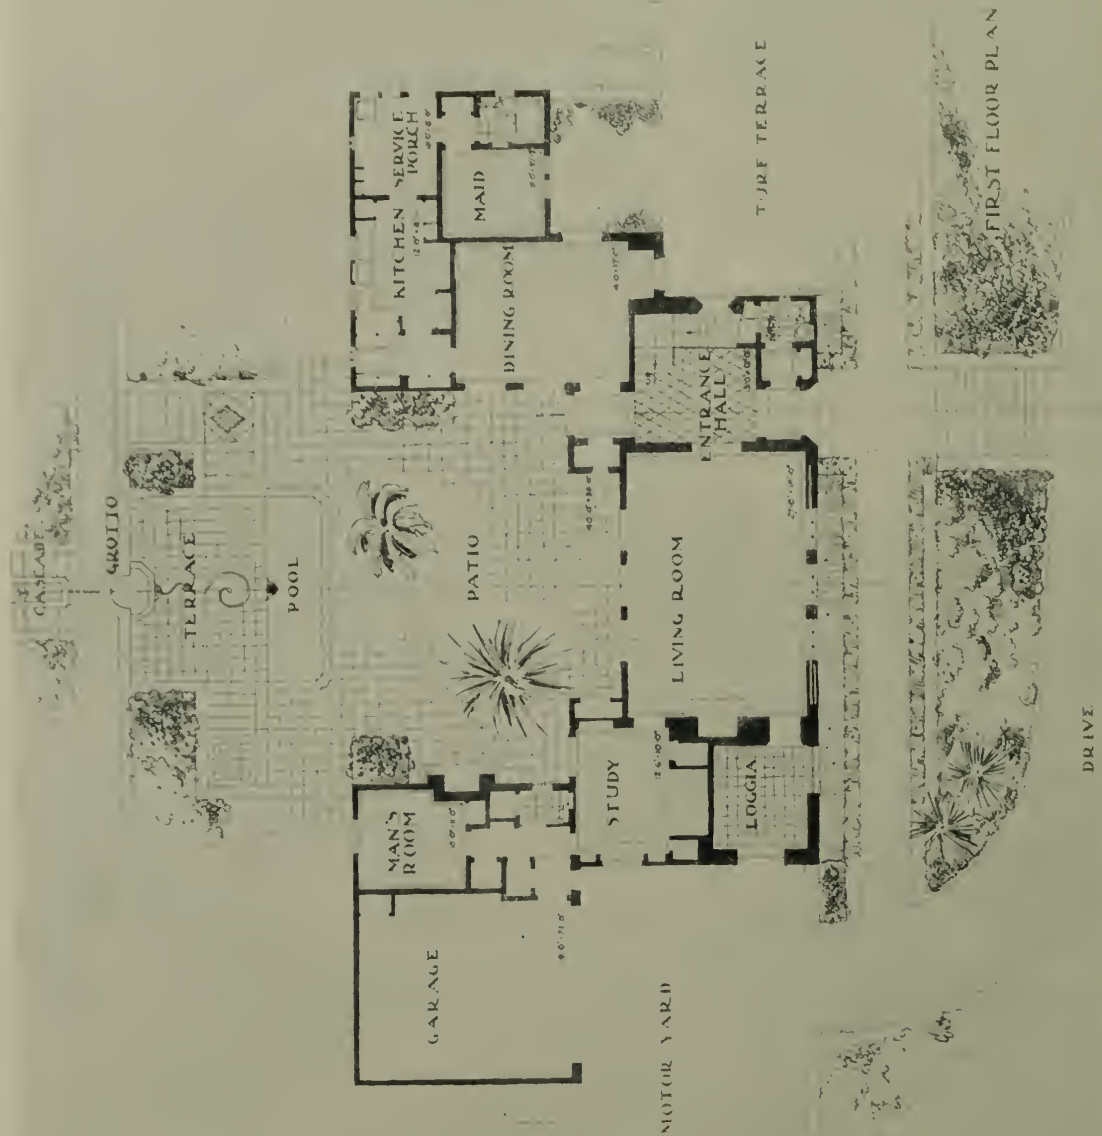 CASCADE
GROTTO
TERRACE
POOL
PATIO
KITCHEN
SERVICE
PORCH
MAID
DINING ROOM
ENTRANCE
HALL
LIVING ROOM
STUDY
LOGGIA
MAN'S
ROOM
GARAGE
MOTOR YARD
TURF TERRACE
DRIVE
FIRST FLOOR PLAN